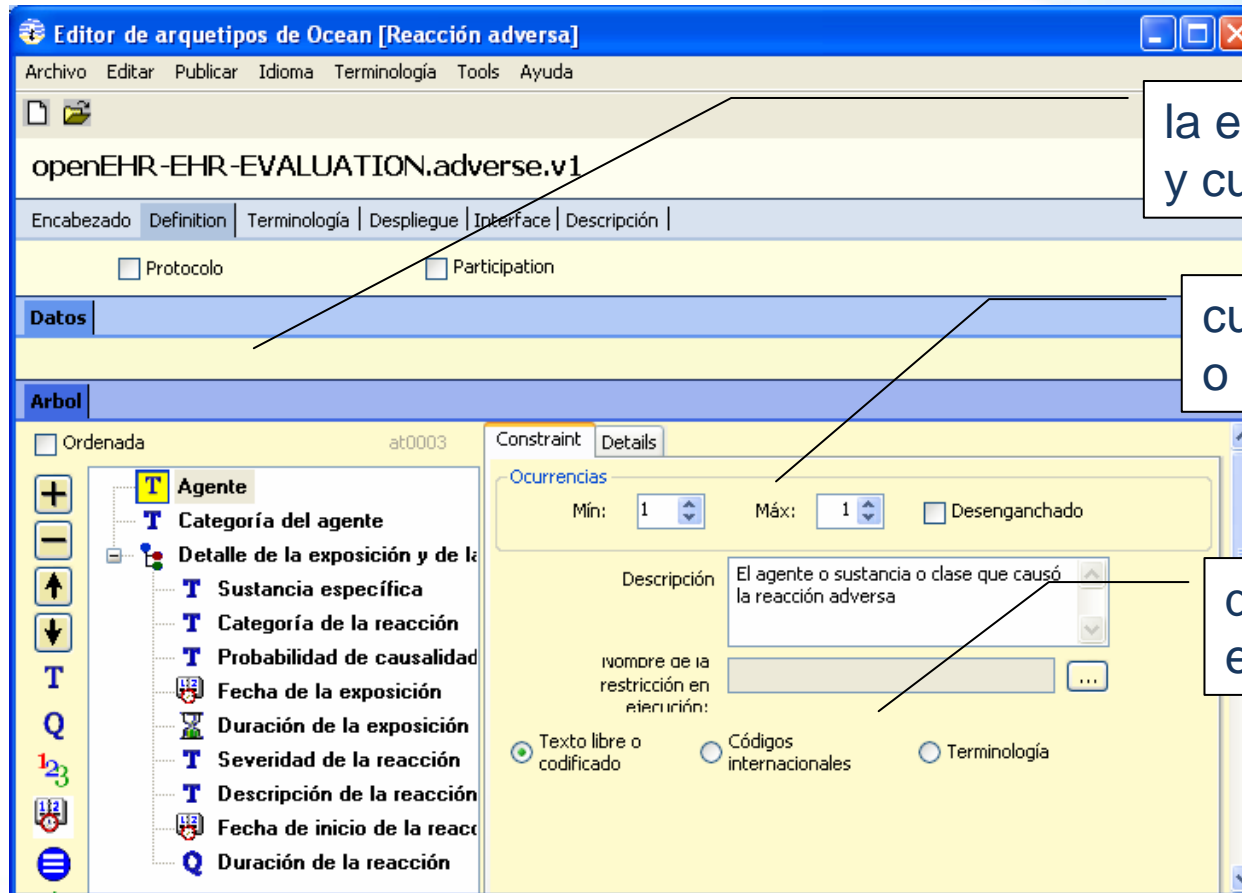 Editor de arquetipos de Ocean [Reacción adversa]
Archivo Editar Publicar Idioma Terminología Tools Ayuda
openEHR-EHR-EVALUATION.adverse.v1
la e
y cu
Encabezado Definition Terminología Despliegue Interface Descripción
Protocolo Participation
Datos
cu
o
Arbol
Ordenada at0003
Constraint Details
Agente
Categoría del agente
Detalle de la exposición y de la
Sustancia específica
Categoría de la reacción
Probabilidad de causalidad
Fecha de la exposición
Duración de la exposición
Severidad de la reacción
Descripción de la reacción
Fecha de inicio de la reacc
Duración de la reacción
Ocurrencias
Mín: 1 Máx: 1 Desenganchado
Descripción
El agente o sustancia o clase que causó
la reacción adversa
Nombre de la
restricción en
ejecución:
...
Texto libre o
codificado
Códigos
internacionales
Terminología
e